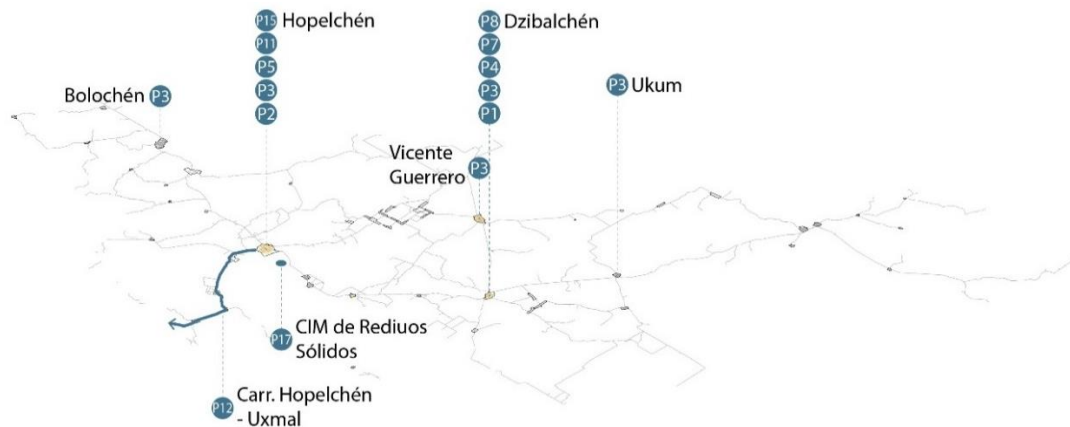 P15 Hopelchén
P11
P5
P3
P2
P8 Dzibalchén
P7
P4
P3
P1
Bolochén P3
P3 Ukum
Vicente
Guerrero P3
P17 CIM de Rediuos
Sólidos
P12 Carr. Hopelchén
- Uxmal